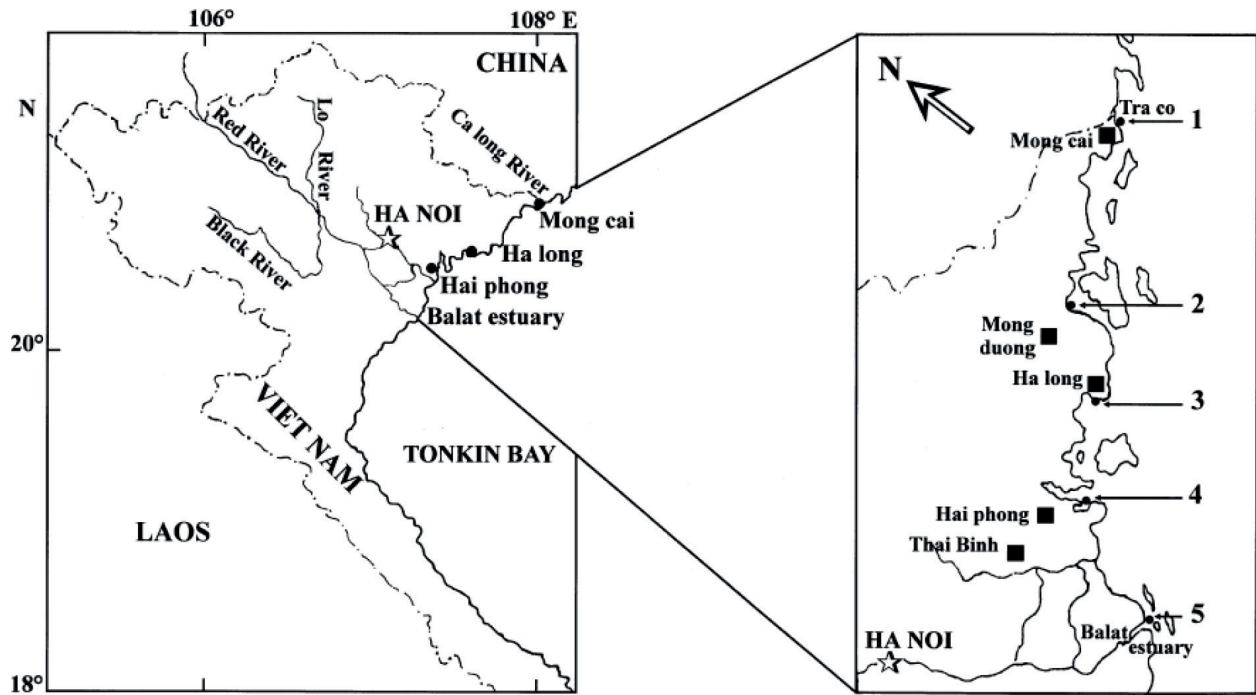 106°
108° E
CHINA
N
Red River
Lo
River
Ca long River
HA NOI
Mong cai
Ha long
Black River
Hai phong
Balat estuary
20°
VIET NAM
TONKIN BAY
LAOS
18°
N
Tra co
1
Mong cai
2
Mong
duong
Ha long
3
4
Hai phong
Thai Binh
5
Balat
estuary
HA NOI